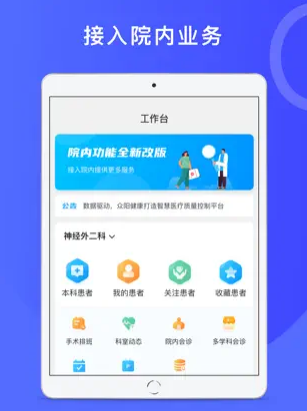 接入院内业务
工作台
院内功能全新改版
接入院内提供更多服务
公告 数据驱动，众阳健康打造智慧医疗质量控制平台
神经外二科
本科患者 我的患者 关注患者 收藏患者
手术排班 科室动态 院内会诊 多学科会诊